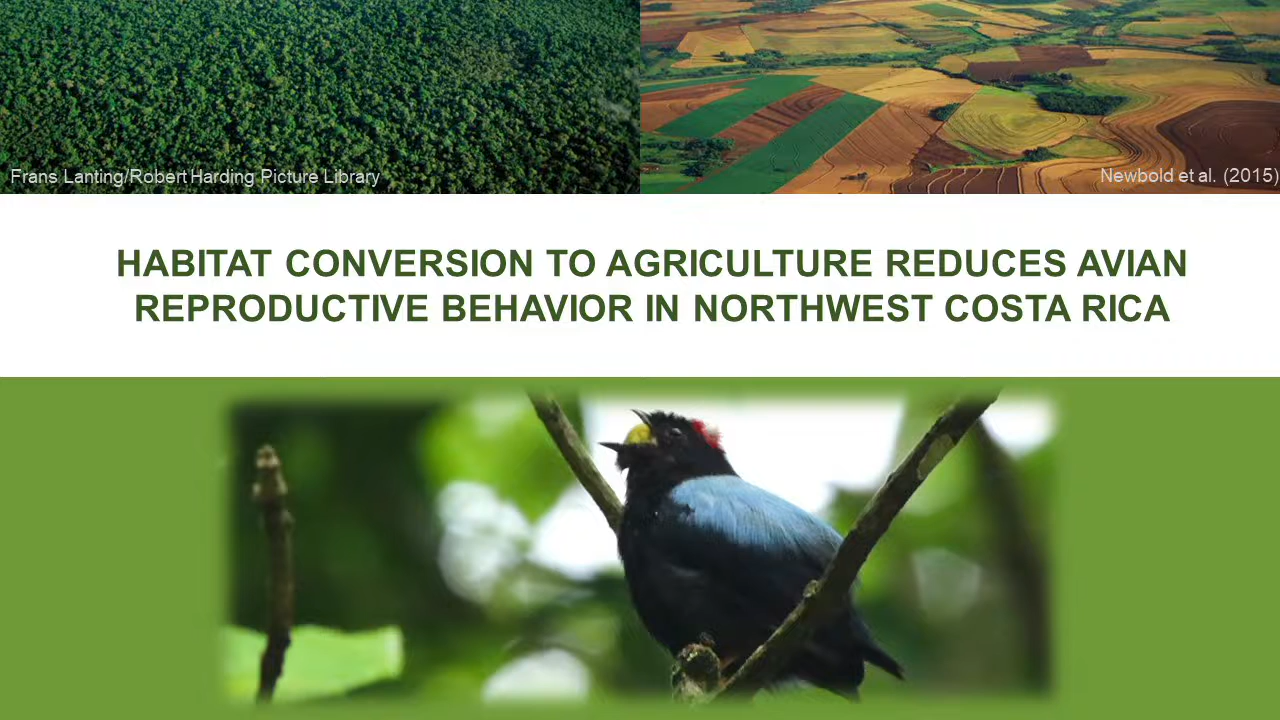 Frans Lanting/Robert Harding Picture Library
Newbold et al. (2015)
HABITAT CONVERSION TO AGRICULTURE REDUCES AVIAN
REPRODUCTIVE BEHAVIOR IN NORTHWEST COSTA RICA